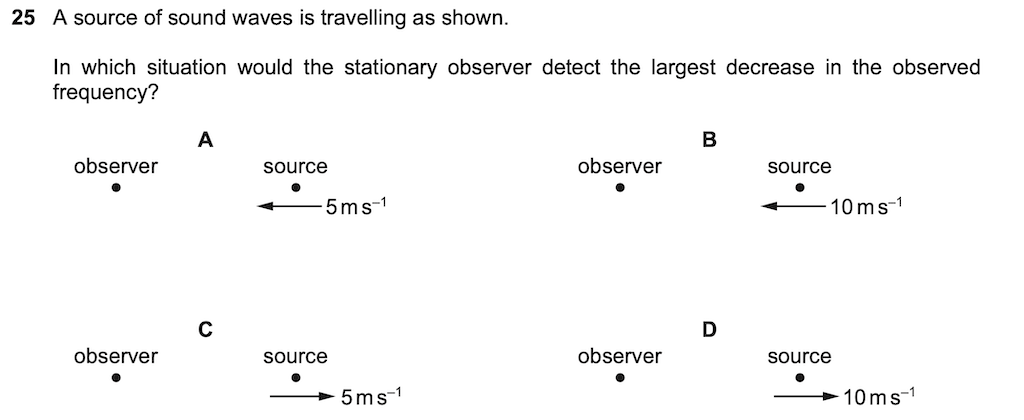 25 A source of sound waves is travelling as shown.
In which situation would the stationary observer detect the largest decrease in the observed
frequency?
A
observer source
5 m s⁻¹
B
observer source
10 m s⁻¹
C
observer source
5 m s⁻¹
D
observer source
10 m s⁻¹